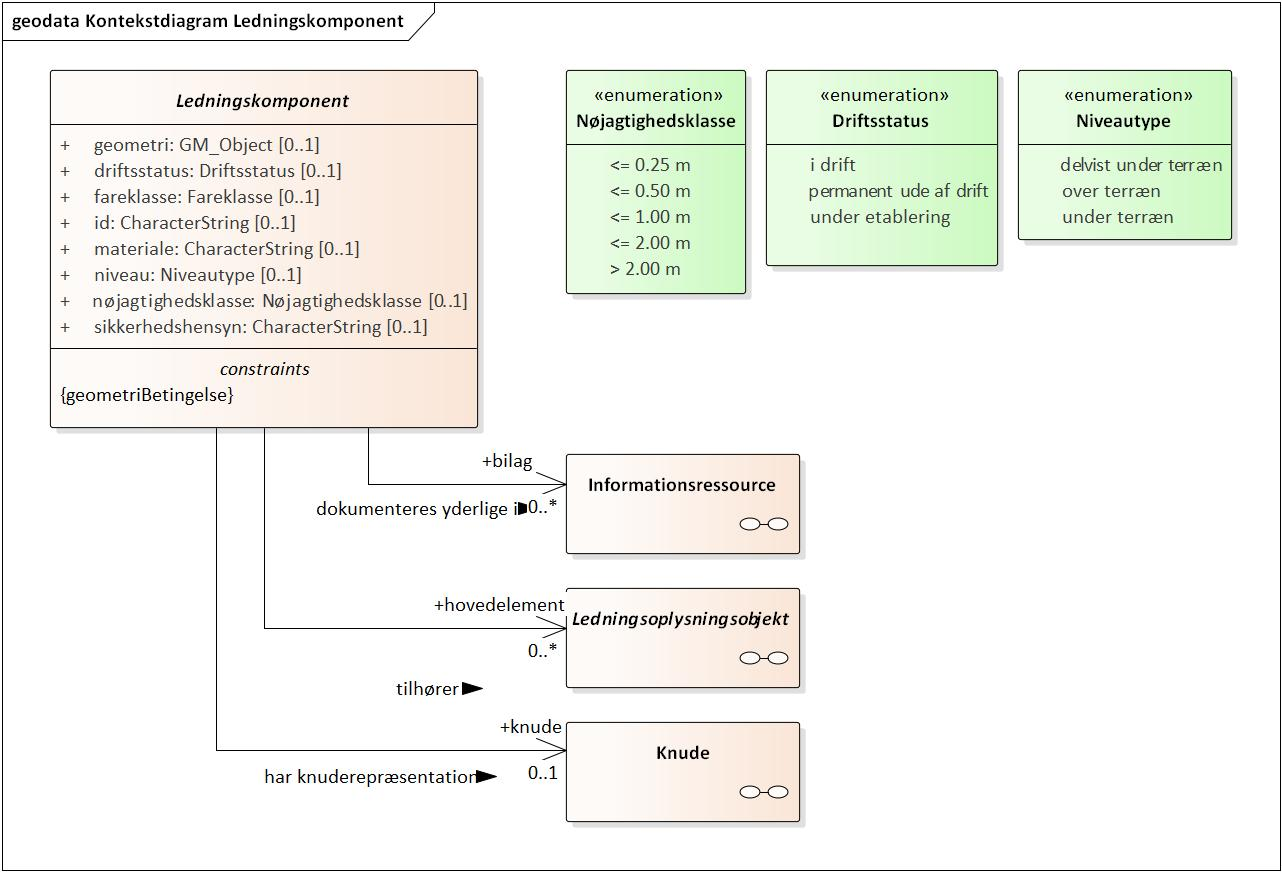 geodata Kontekstdiagram Ledningskomponent
Ledningskomponent
+ geometri: GM_Object [0..1]
+ driftsstatus: Driftsstatus [0..1]
+ fareklasse: Fareklasse [0..1]
+ id: CharacterString [0..1]
+ materiale: CharacterString [0..1]
+ niveau: Niveautype [0..1]
+ nøjagtighedsklasse: Nøjagtighedsklasse [0..1]
+ sikkerhedshensyn: CharacterString [0..1]
constraints
{geometriBetingelse}
«enumeration»
Nøjagtighedsklasse
<= 0.25 m
<= 0.50 m
<= 1.00 m
<= 2.00 m
> 2.00 m
«enumeration»
Driftsstatus
i drift
permanent ude af drift
under etablering
«enumeration»
Niveautype
delvist under terræn
over terræn
under terræn
+bilag
dokumenteres yderlige i
0..*
Informationsressource
+hovedelement
0..*
tilhører
Ledningsoplysningsobjekt
+knude
har knuderepræsentation
0..1
Knude